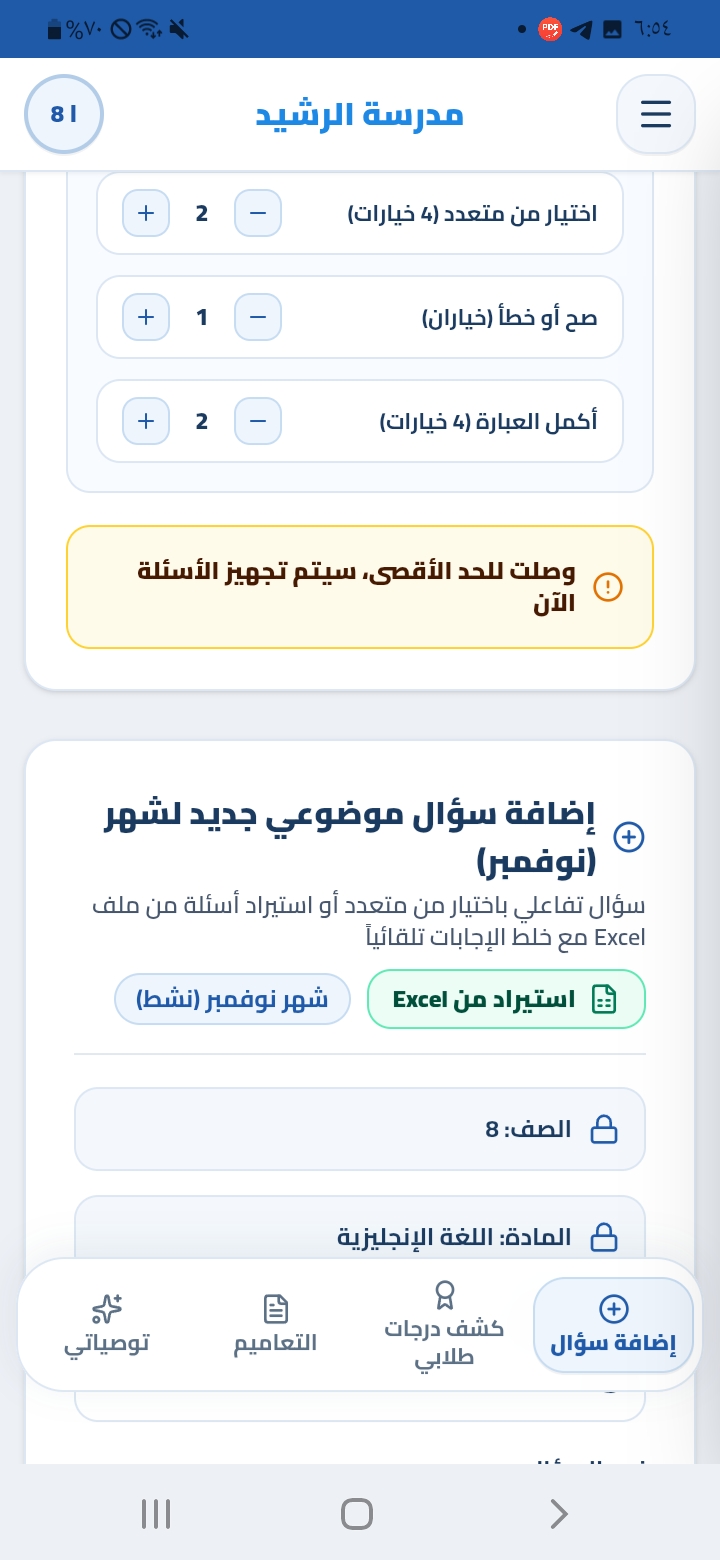 ٦:٥٤
PDF
%٧٠
مدرسة الرشيد
8 ا
اختيار من متعدد (4 خيارات)
2
صح أو خطأ (خياران)
1
أكمل العبارة (4 خيارات)
2
وصلت للحد الأقصى، سيتم تجهيز الأسئلة
الآن
إضافة سؤال موضوعي جديد لشهر
(نوفمبر)
سؤال تفاعلي باختيار من متعدد أو استيراد أسئلة من ملف
Excel مع خلط الإجابات تلقائياً
استيراد من Excel
شهر نوفمبر (نشط)
الصف: 8
المادة: اللغة الإنجليزية
إضافة سؤال
كشف درجات
طلابي
التعاميم
توصياتي